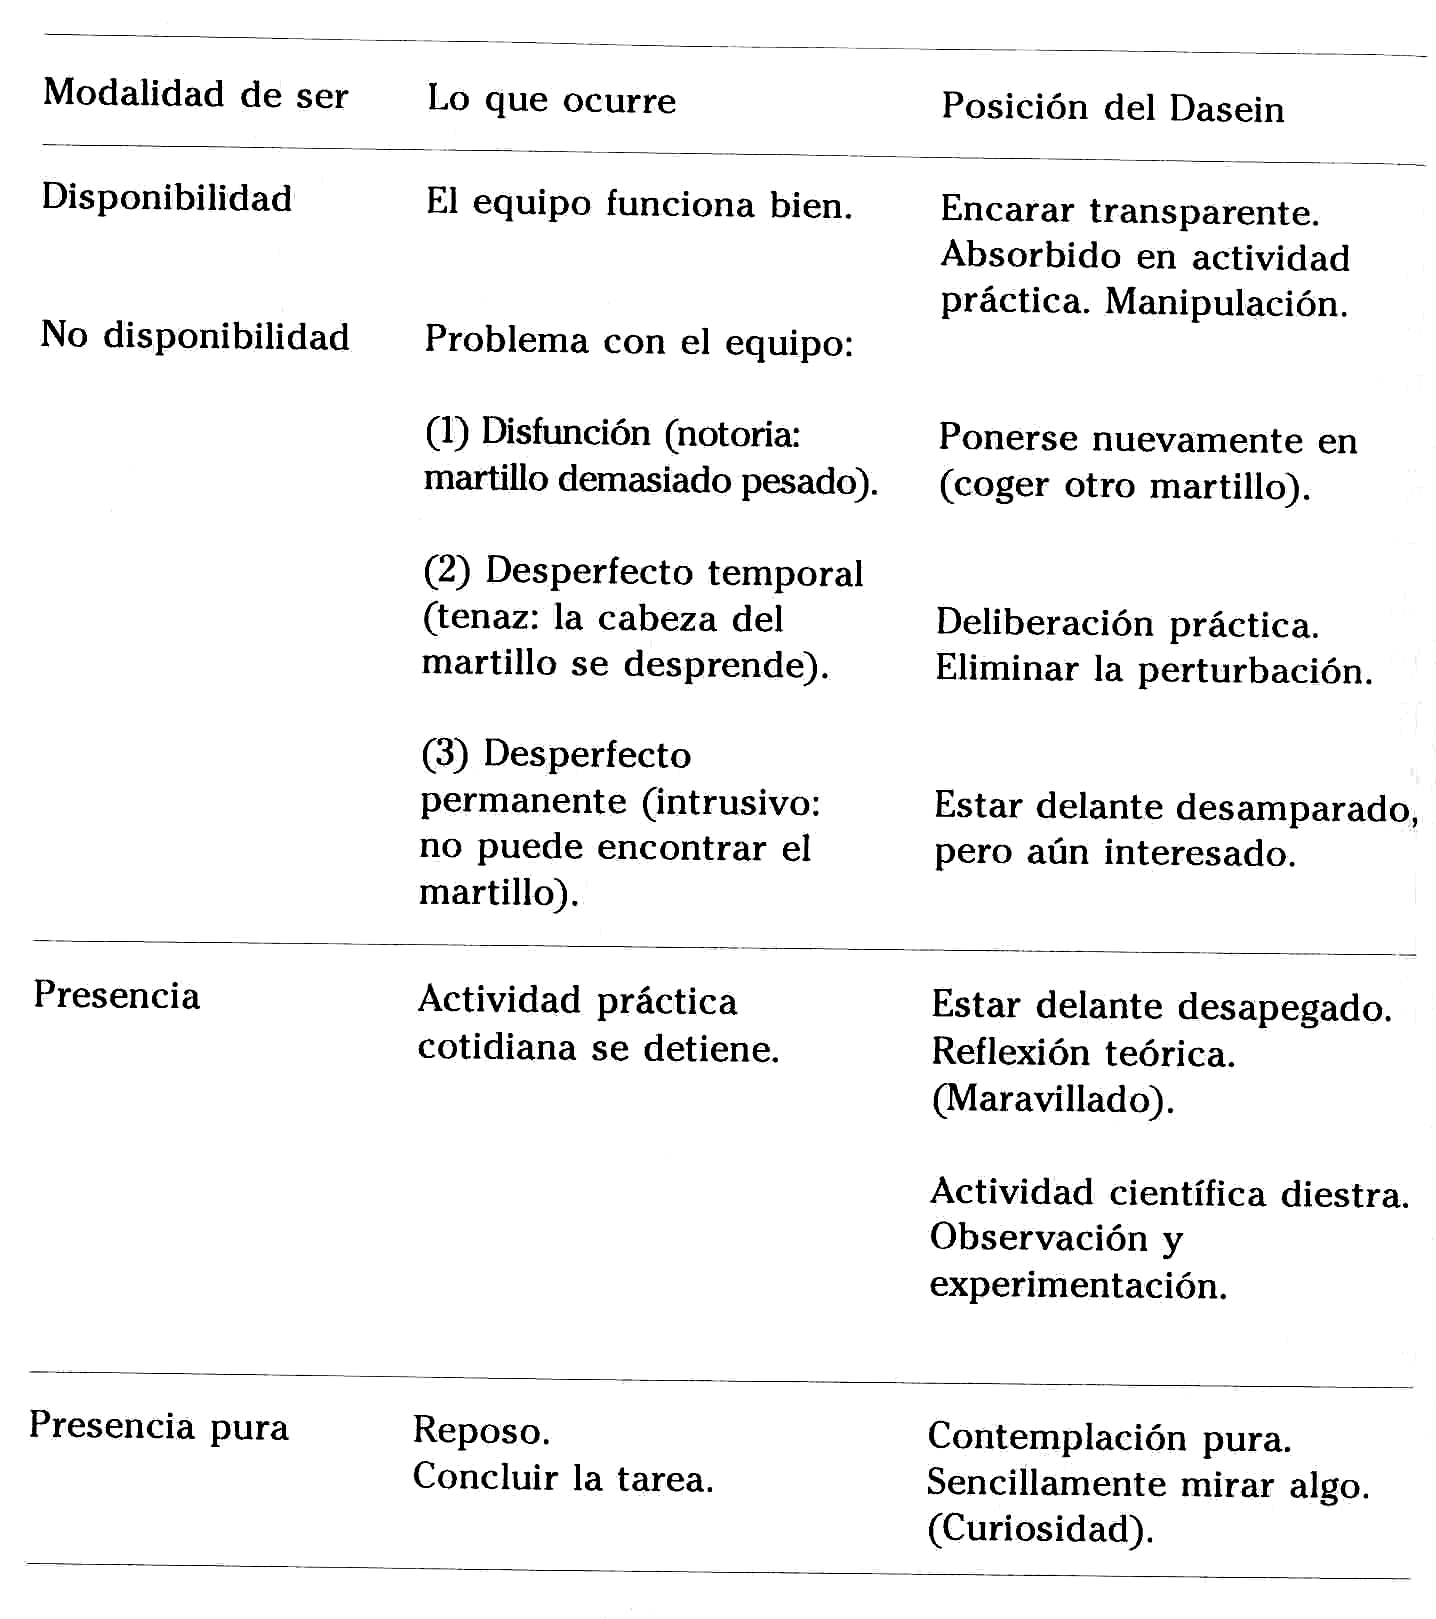 Modalidad de ser
Lo que ocurre
Posición del Dasein
Disponibilidad
El equipo funciona bien.
Encarar transparente.
Absorbido en actividad
práctica. Manipulación.
No disponibilidad
Problema con el equipo:
(1) Disfunción (notoria:
martillo demasiado pesado).
Ponerse nuevamente en
(coger otro martillo).
(2) Desperfecto temporal
(tenaz: la cabeza del
martillo se desprende).
Deliberación práctica.
Eliminar la perturbación.
(3) Desperfecto
permanente (intrusivo:
no puede encontrar el
martillo).
Estar delante desamparado,
pero aún interesado.
Presencia
Actividad práctica
cotidiana se detiene.
Estar delante desapegado.
Reflexión teórica.
(Maravillado).
Actividad científica diestra.
Observación y
experimentación.
Presencia pura
Reposo.
Concluir la tarea.
Contemplación pura.
Sencillamente mirar algo.
(Curiosidad).